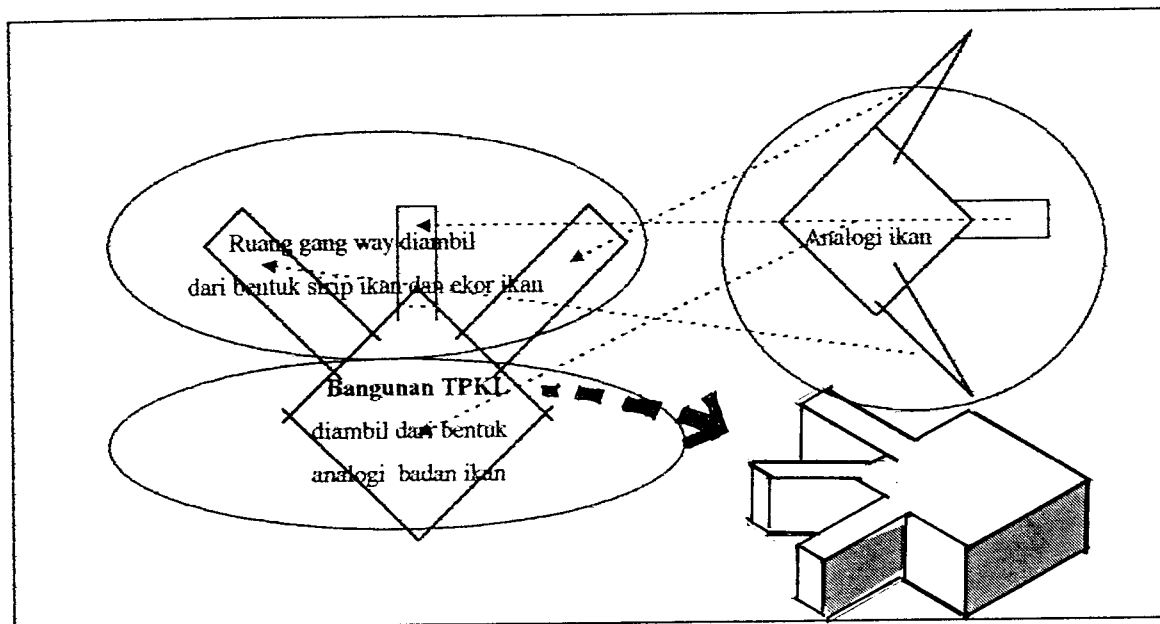 Ruang gang way diambil
dari bentuk sirip ikan dan ekor ikan
Analogi ikan
Bangunan TPKL
diambil dari bentuk
analogi badan ikan